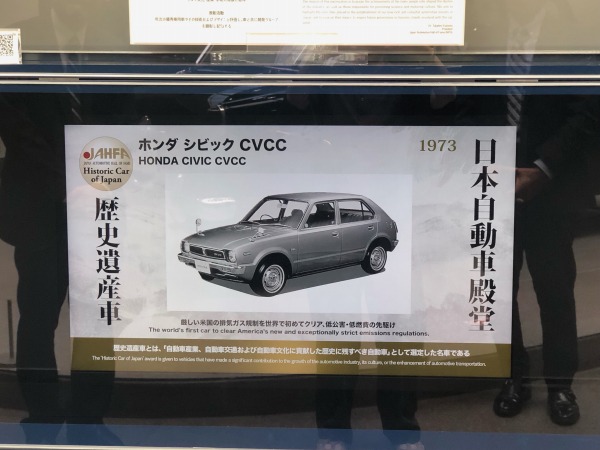 JAHFA
Historic Car
of Japan
ホンダ シビック CVCC
HONDA CIVIC CVCC
1973
歴史遺産車
日本自動車殿堂
厳しい米国の排気ガス規制を世界で初めてクリア、低公害・低燃費の先駆け
The world's first car to clear America's new and exceptionally strict emissions regulations.
歴史遺産車とは、「自動車産業、自動車交通および自動車文化に貢献した歴史に残すべき自動車」として選定した名車である
The 'Historic Car of Japan' award is given to vehicles that have made a significant contribution to the growth of the automotive industry, its culture, or the enhancement of automotive transportation.